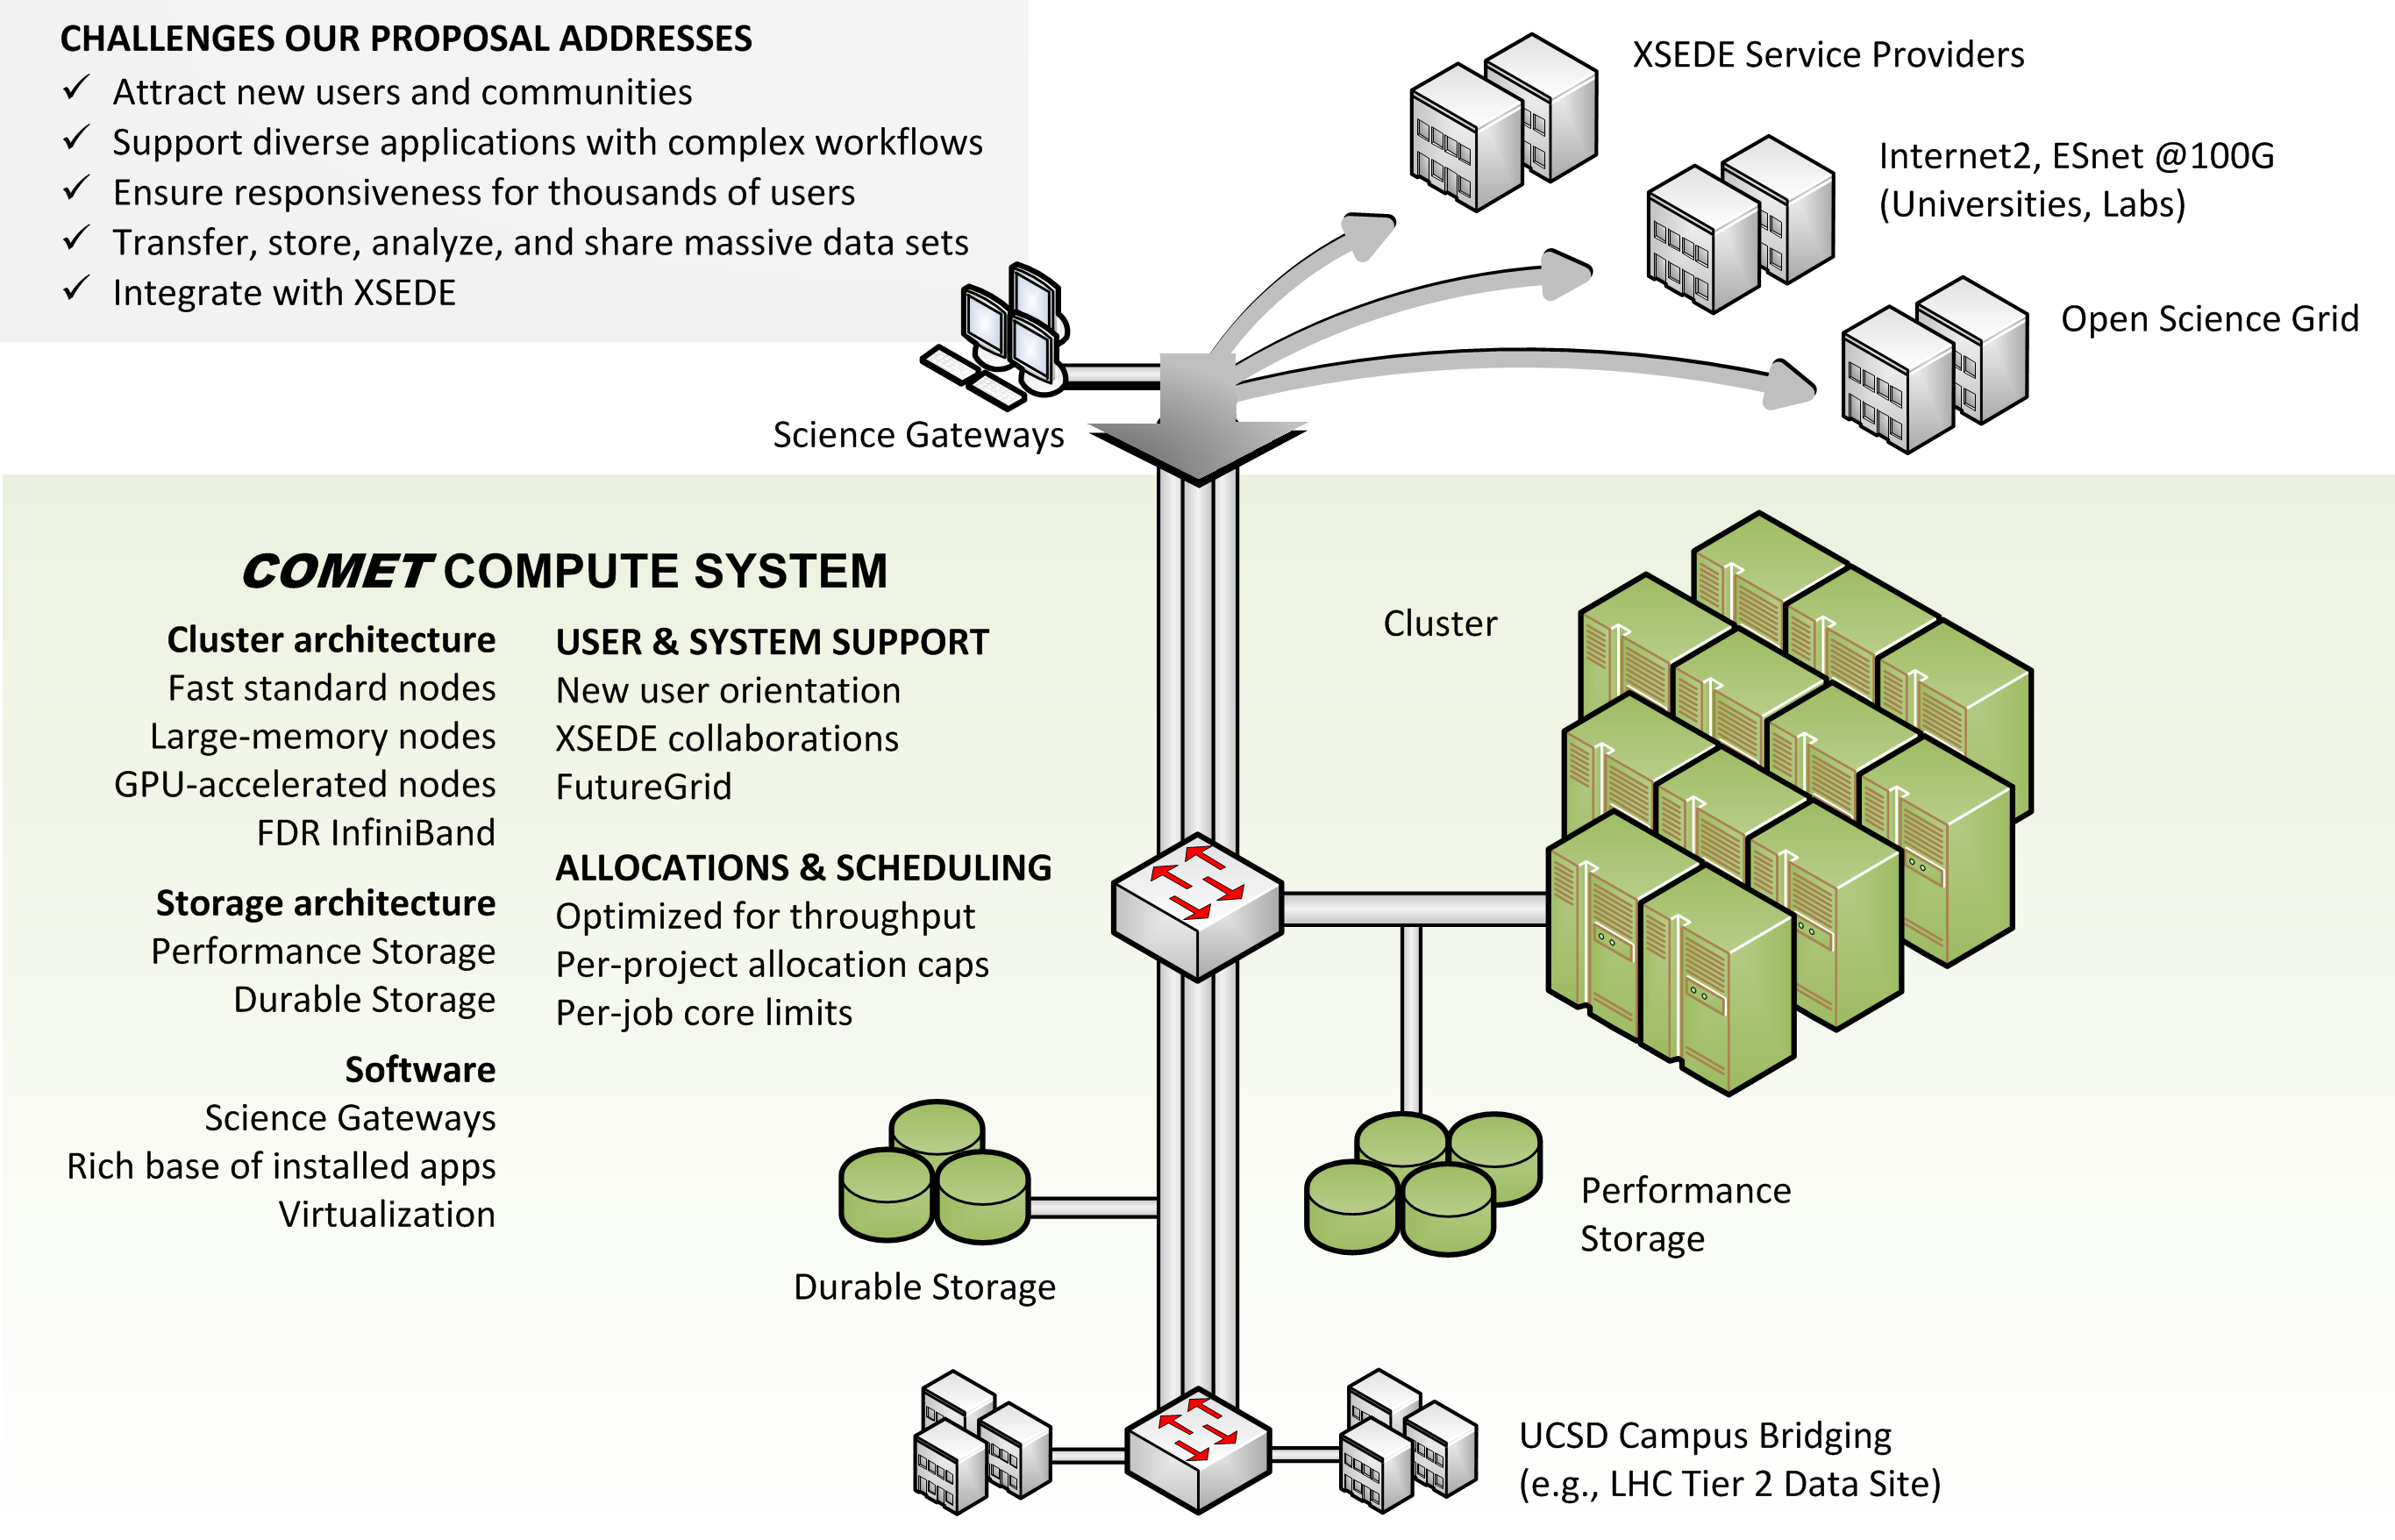 CHALLENGES OUR PROPOSAL ADDRESSES
✓ Attract new users and communities
✓ Support diverse applications with complex workflows
✓ Ensure responsiveness for thousands of users
✓ Transfer, store, analyze, and share massive data sets
✓ Integrate with XSEDE
XSEDE Service Providers
Internet2, ESnet @100G
(Universities, Labs)
Open Science Grid
Science Gateways
COMET COMPUTE SYSTEM
Cluster architecture
Fast standard nodes
Large-memory nodes
GPU-accelerated nodes
FDR InfiniBand
Storage architecture
Performance Storage
Durable Storage
Software
Science Gateways
Rich base of installed apps
Virtualization
USER & SYSTEM SUPPORT
New user orientation
XSEDE collaborations
FutureGrid
ALLOCATIONS & SCHEDULING
Optimized for throughput
Per-project allocation caps
Per-job core limits
Cluster
Durable Storage
Performance
Storage
UCSD Campus Bridging
(e.g., LHC Tier 2 Data Site)